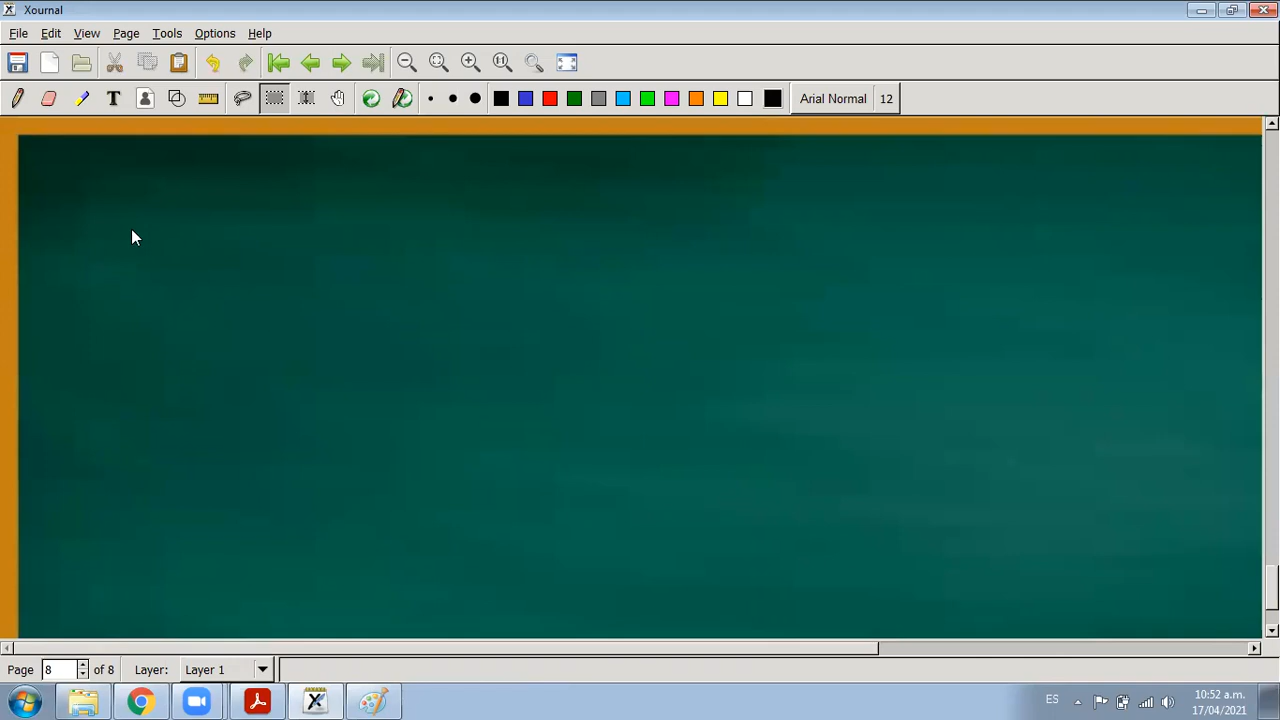 Xournal
File Edit View Page Tools Options Help
T Arial Normal 12
Page 8 of 8 Layer: Layer 1
ES 10:52 a.m.
17/04/2021